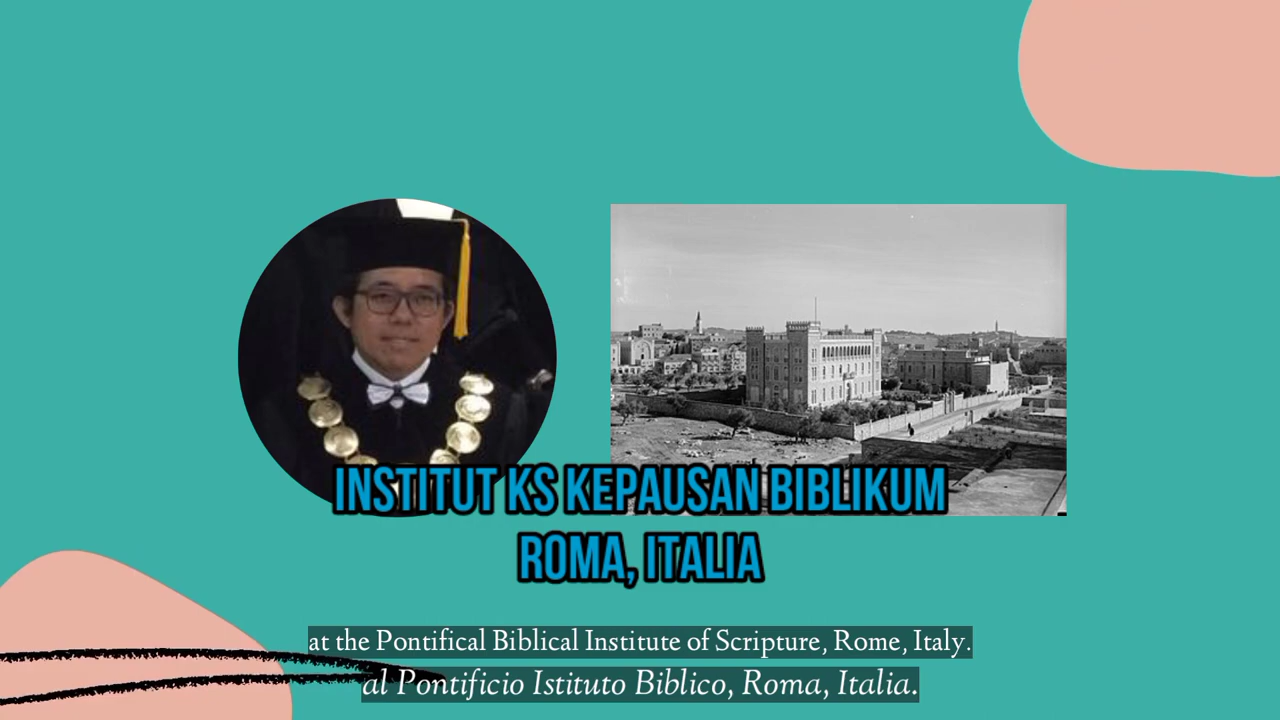 INSTITUT KS KEPAUSAN BIBLIKUM
ROMA, ITALIA
at the Pontifical Biblical Institute of Scripture, Rome, Italy.
al Pontificio Istituto Biblico, Roma, Italia.